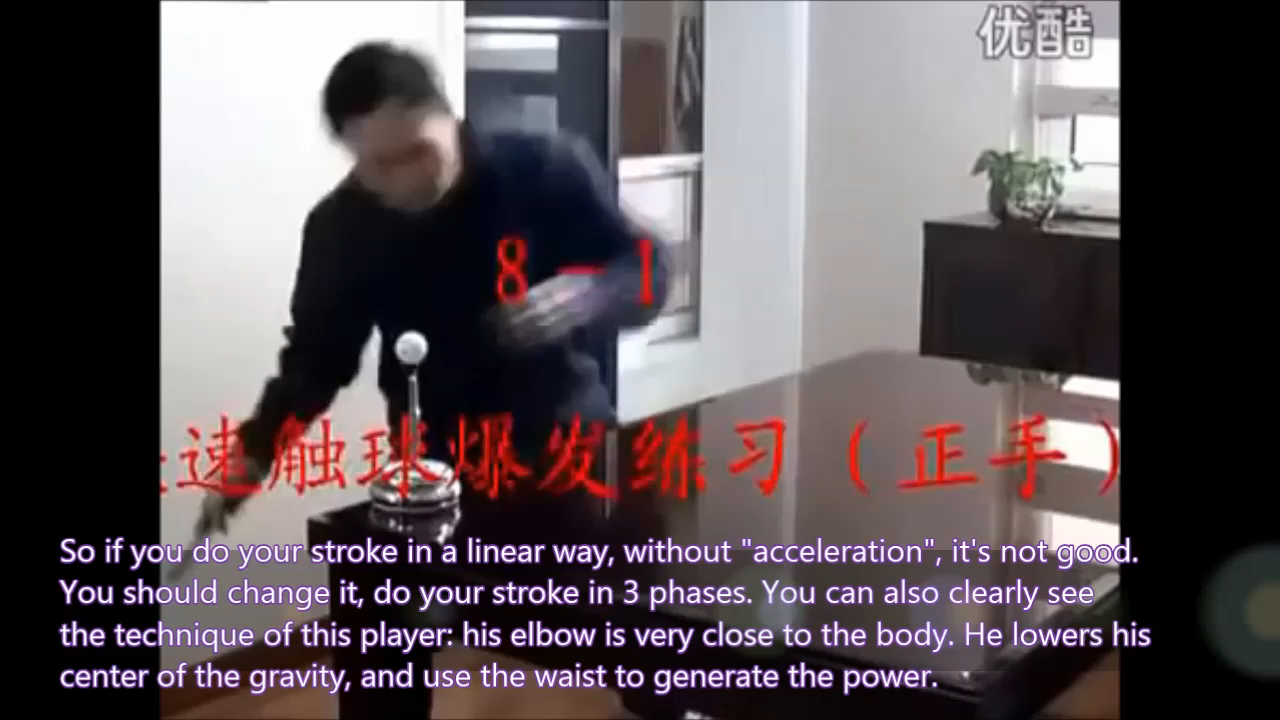 优酷
8－1
速触球爆发练习（正手）
So if you do your stroke in a linear way, without "acceleration", it's not good.
You should change it, do your stroke in 3 phases. You can also clearly see
the technique of this player: his elbow is very close to the body. He lowers his
center of the gravity, and use the waist to generate the power.